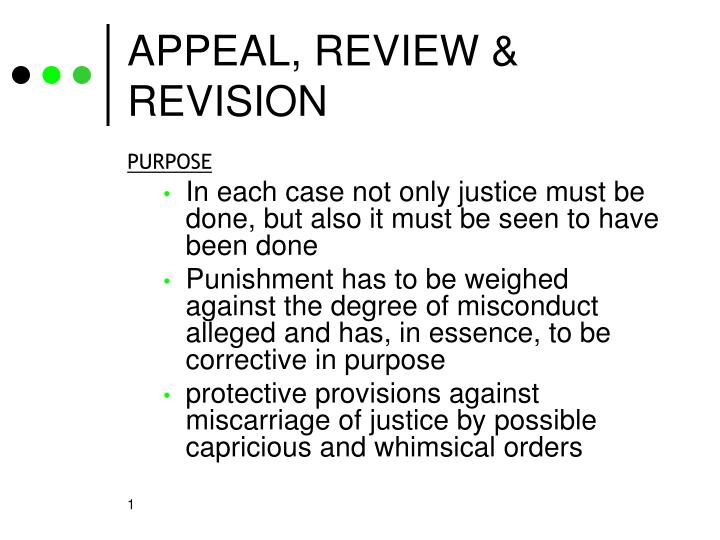 APPEAL, REVIEW &
REVISION
PURPOSE
• In each case not only justice must be
done, but also it must be seen to have
been done
• Punishment has to be weighed
against the degree of misconduct
alleged and has, in essence, to be
corrective in purpose
• protective provisions against
miscarriage of justice by possible
capricious and whimsical orders
1